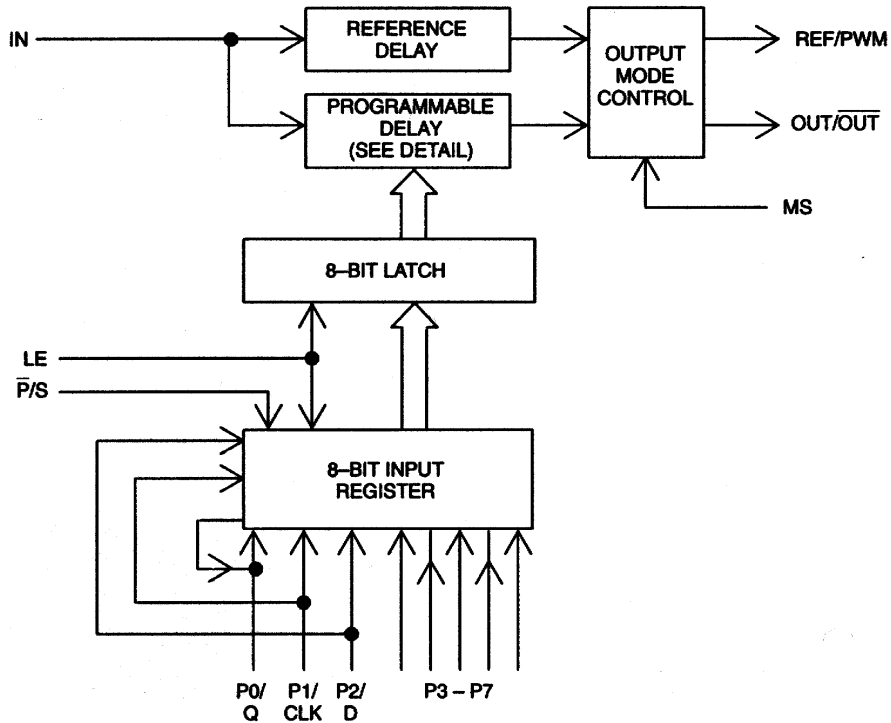 IN
REFERENCE
DELAY
OUTPUT
MODE
CONTROL
REF/PWM
PROGRAMMABLE
DELAY
(SEE DETAIL)
OUT/O̅U̅T̅
MS
8–BIT LATCH
LE
P̅/S
8–BIT INPUT
REGISTER
P0/
Q
P1/
CLK
P2/
D
P3 – P7